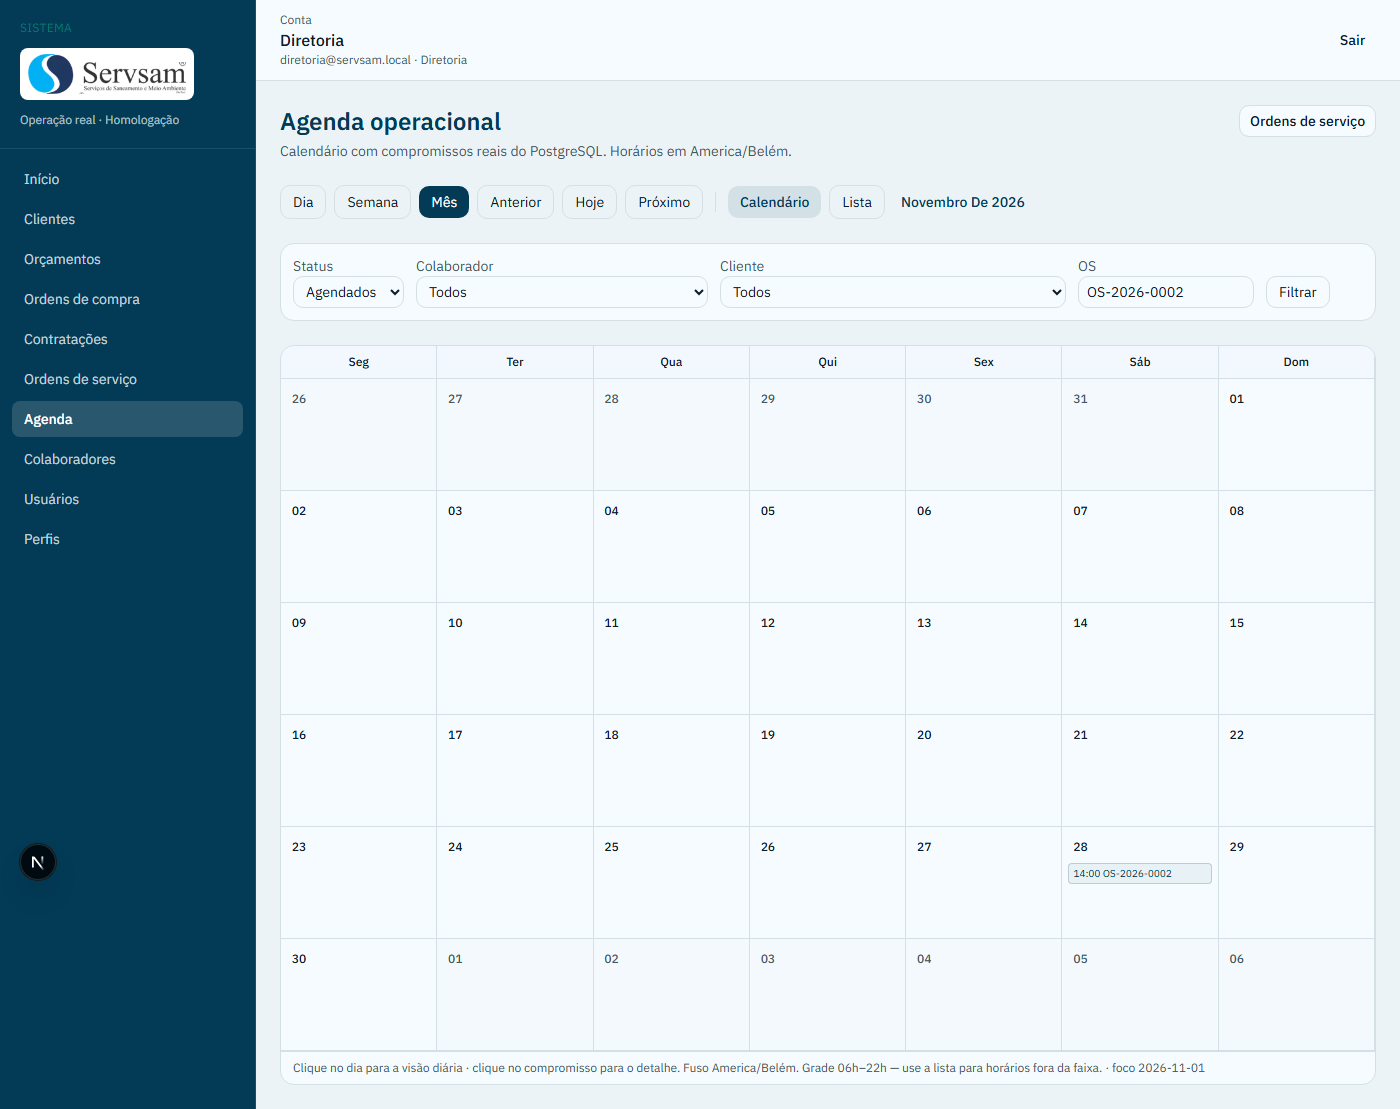 SISTEMA
Servsam
Serviços de Saneamento e Meio Ambiente
Operação real · Homologação
Início
Clientes
Orçamentos
Ordens de compra
Contratações
Ordens de serviço
Agenda
Colaboradores
Usuários
Perfis
Conta
Diretoria
diretoria@servsam.local · Diretoria
Sair
Agenda operacional
Ordens de serviço
Calendário com compromissos reais do PostgreSQL. Horários em America/Belém.
Dia Semana Mês Anterior Hoje Próximo Calendário Lista Novembro De 2026
Status Colaborador Cliente OS
Agendados Todos Todos OS-2026-0002 Filtrar
Seg Ter Qua Qui Sex Sáb Dom
26 27 28 29 30 31 01
02 03 04 05 06 07 08
09 10 11 12 13 14 15
16 17 18 19 20 21 22
23 24 25 26 27 28 29
14:00 OS-2026-0002
30 01 02 03 04 05 06
Clique no dia para a visão diária · clique no compromisso para o detalhe. Fuso America/Belém. Grade 06h–22h — use a lista para horários fora da faixa. · foco 2026-11-01